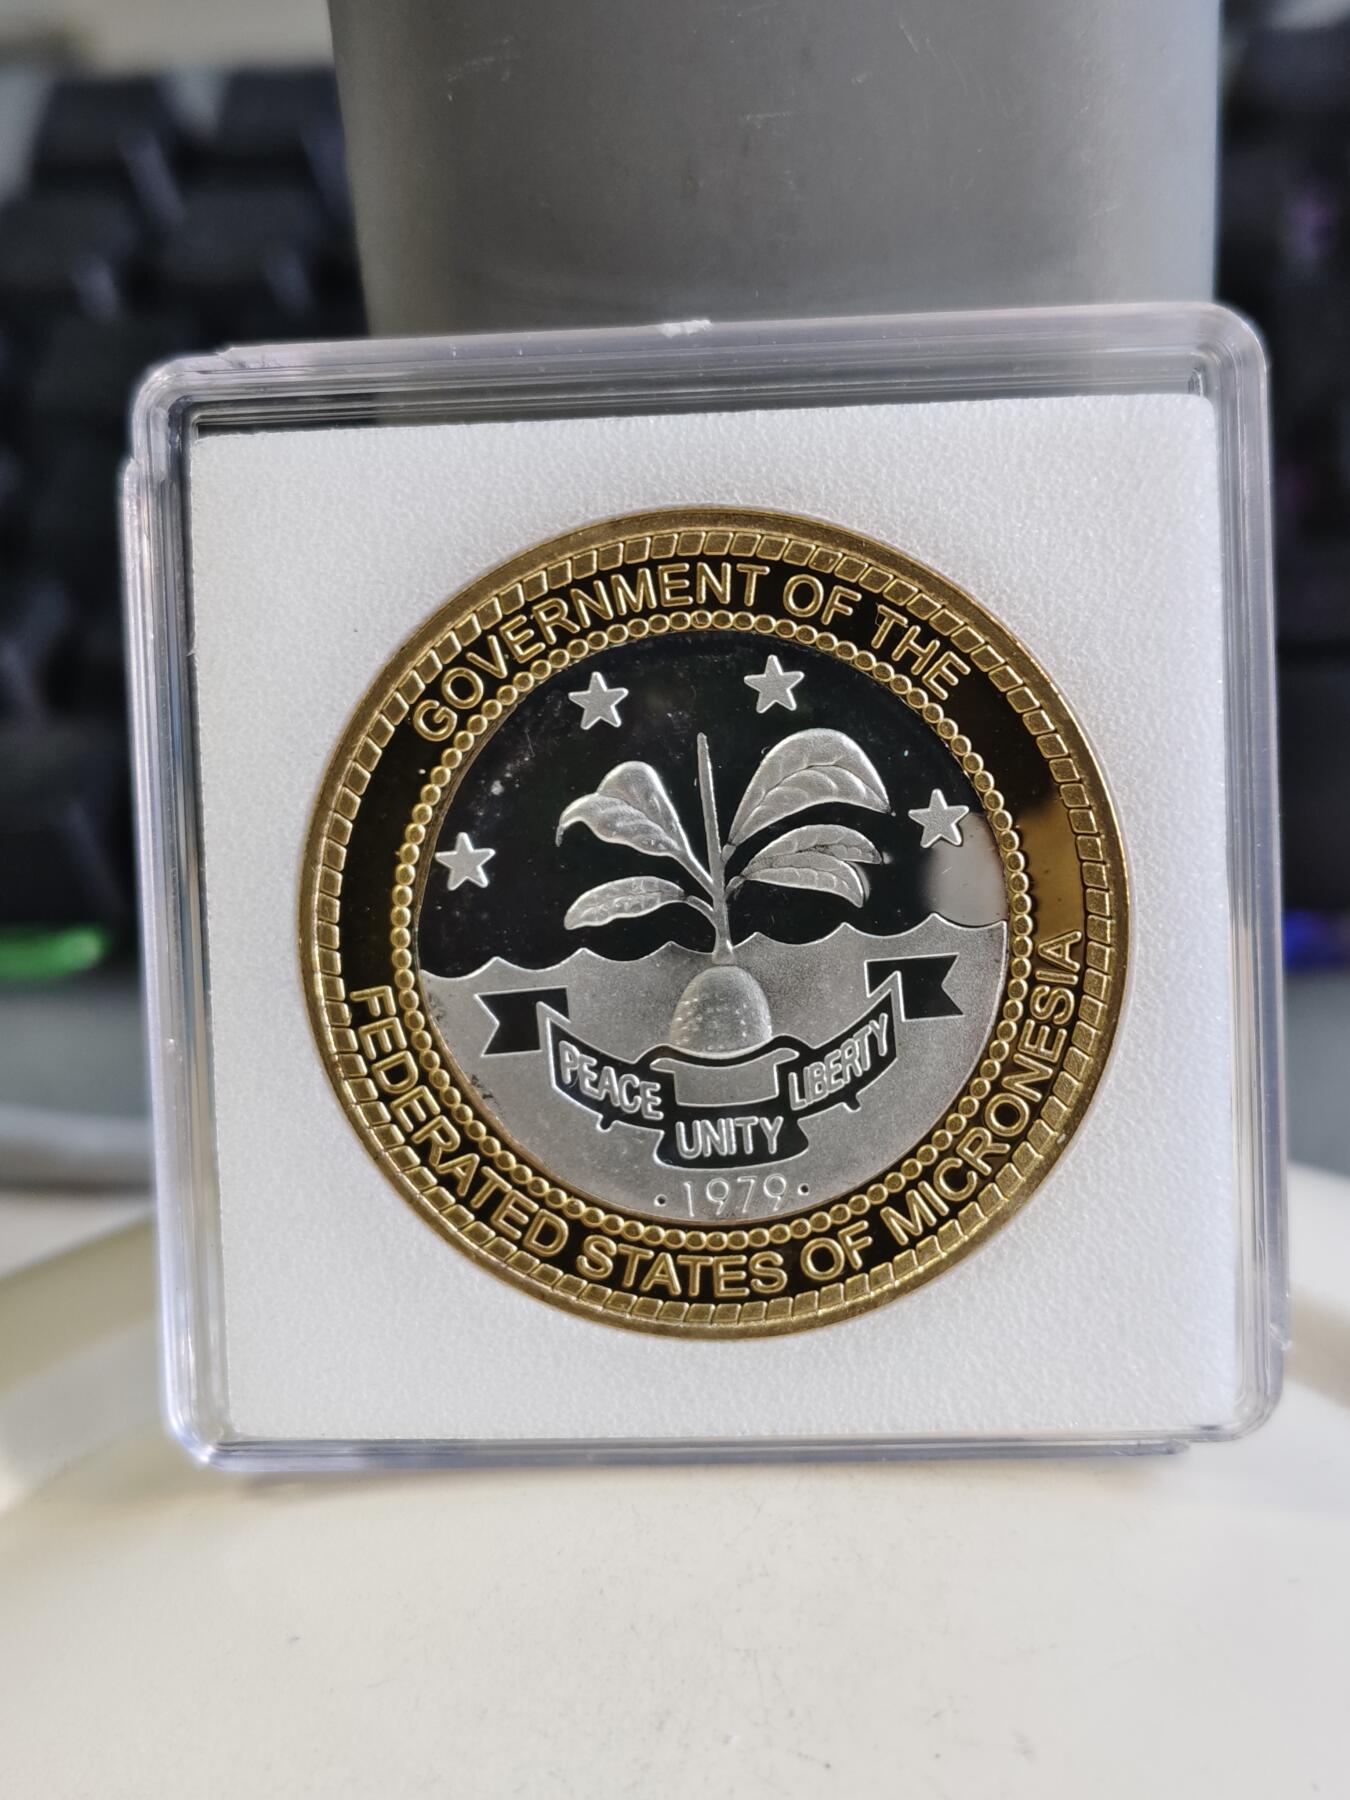 GOVERNMENT OF THE
FEDERATED STATES OF MICRONESIA
PEACE
UNITY
LIBERTY
·1979·